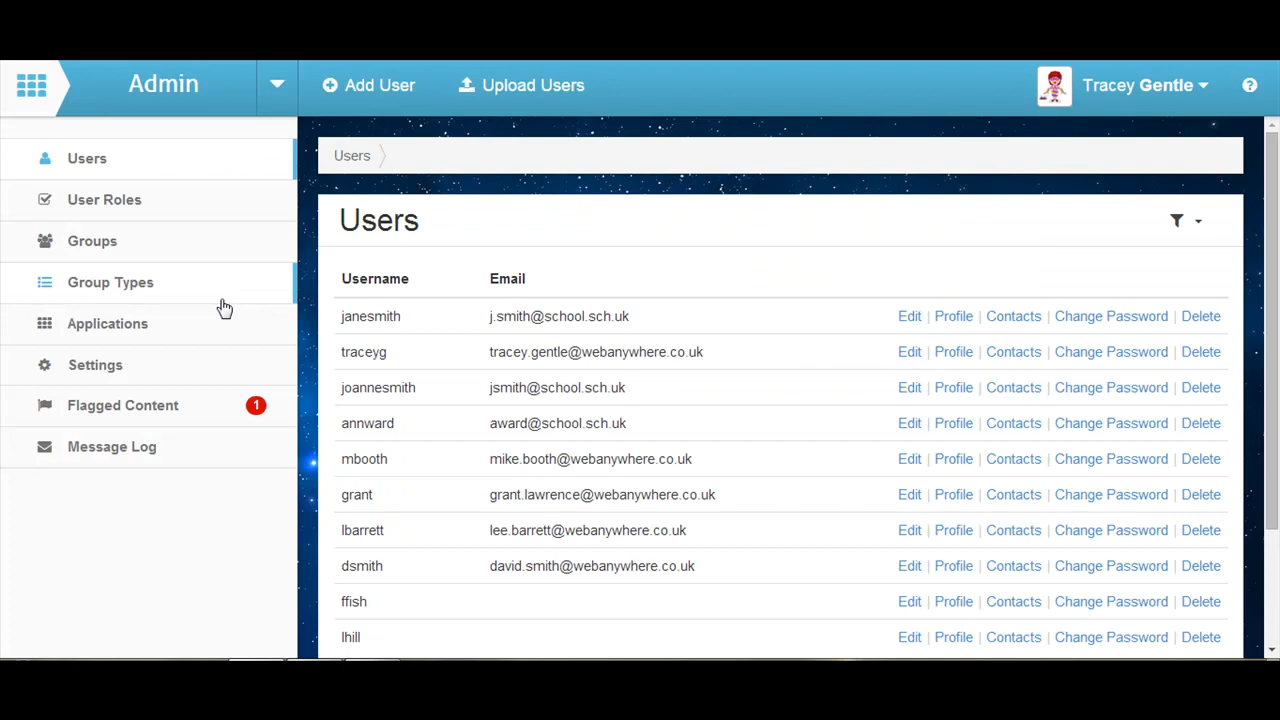 Admin
Add User
Upload Users
Tracey Gentle
?
Users
User Roles
Groups
Group Types
Applications
Settings
Flagged Content 1
Message Log
Users
Users
Username Email
janesmith j.smith@school.sch.uk Edit | Profile | Contacts | Change Password | Delete
traceyg tracey.gentle@webanywhere.co.uk Edit | Profile | Contacts | Change Password | Delete
joannesmith jsmith@school.sch.uk Edit | Profile | Contacts | Change Password | Delete
annward award@school.sch.uk Edit | Profile | Contacts | Change Password | Delete
mbooth mike.booth@webanywhere.co.uk Edit | Profile | Contacts | Change Password | Delete
grant grant.lawrence@webanywhere.co.uk Edit | Profile | Contacts | Change Password | Delete
lbarrett lee.barrett@webanywhere.co.uk Edit | Profile | Contacts | Change Password | Delete
dsmith david.smith@webanywhere.co.uk Edit | Profile | Contacts | Change Password | Delete
ffish Edit | Profile | Contacts | Change Password | Delete
lhill Edit | Profile | Contacts | Change Password | Delete